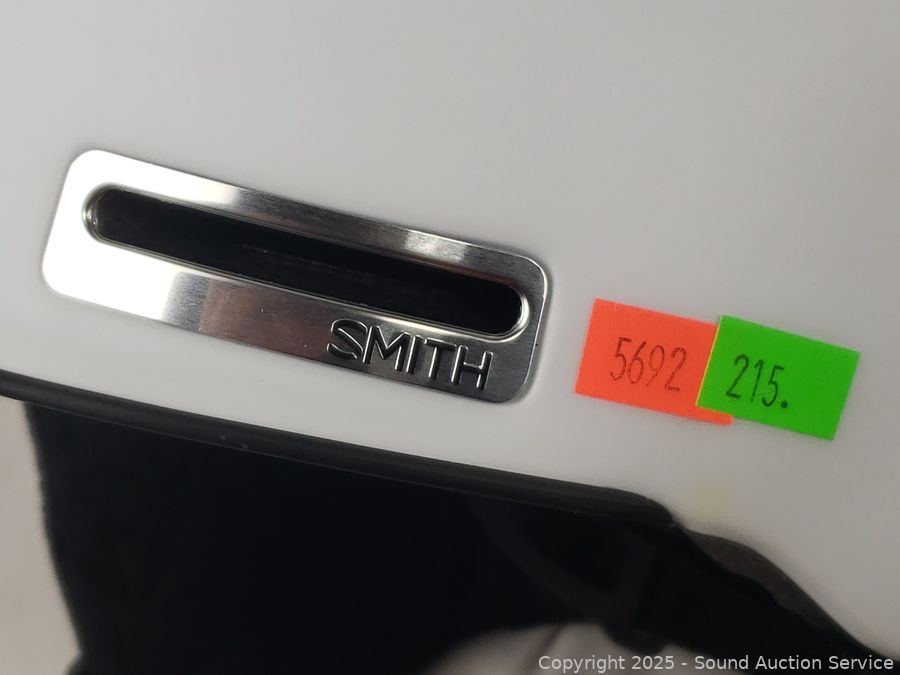 SMITH
5692
215.
Copyright 2025 - Sound Auction Service